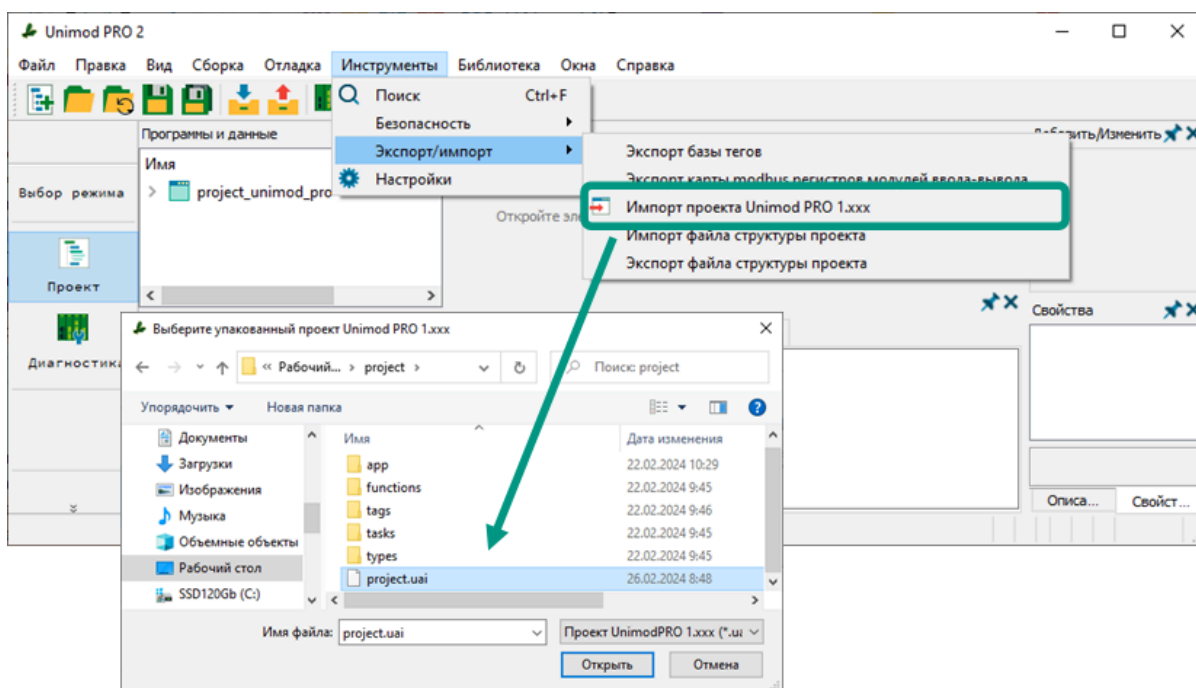 Unimod PRO 2
Файл Правка Вид Сборка Отладка Инструменты Библиотека Окна Справка
Поиск Ctrl+F
Безопасность
Экспорт/импорт
Настройки
Программы и данные
Имя
project_unimod_pro
Выбор режима
Проект
Диагностика
Откройте эле
Добавить/Изменить
Экспорт базы тегов
Экспорт карты modbus регистров модулей ввода-вывода
Импорт проекта Unimod PRO 1.xxx
Импорт файла структуры проекта
Экспорт файла структуры проекта
Свойства
Описа... Свойст...
Выберите упакованный проект Unimod PRO 1.xxx
« Рабочий... › project ›
Поиск: project
Упорядочить Новая папка
Документы
Загрузки
Изображения
Музыка
Объемные объекты
Рабочий стол
SSD120Gb (C:)
Имя Дата изменения
app 22.02.2024 10:29
functions 22.02.2024 9:45
tags 22.02.2024 9:46
tasks 22.02.2024 9:45
types 22.02.2024 9:45
project.uai 26.02.2024 8:48
Имя файла: project.uai Проект UnimodPRO 1.xxx (*.ua
Открыть Отмена